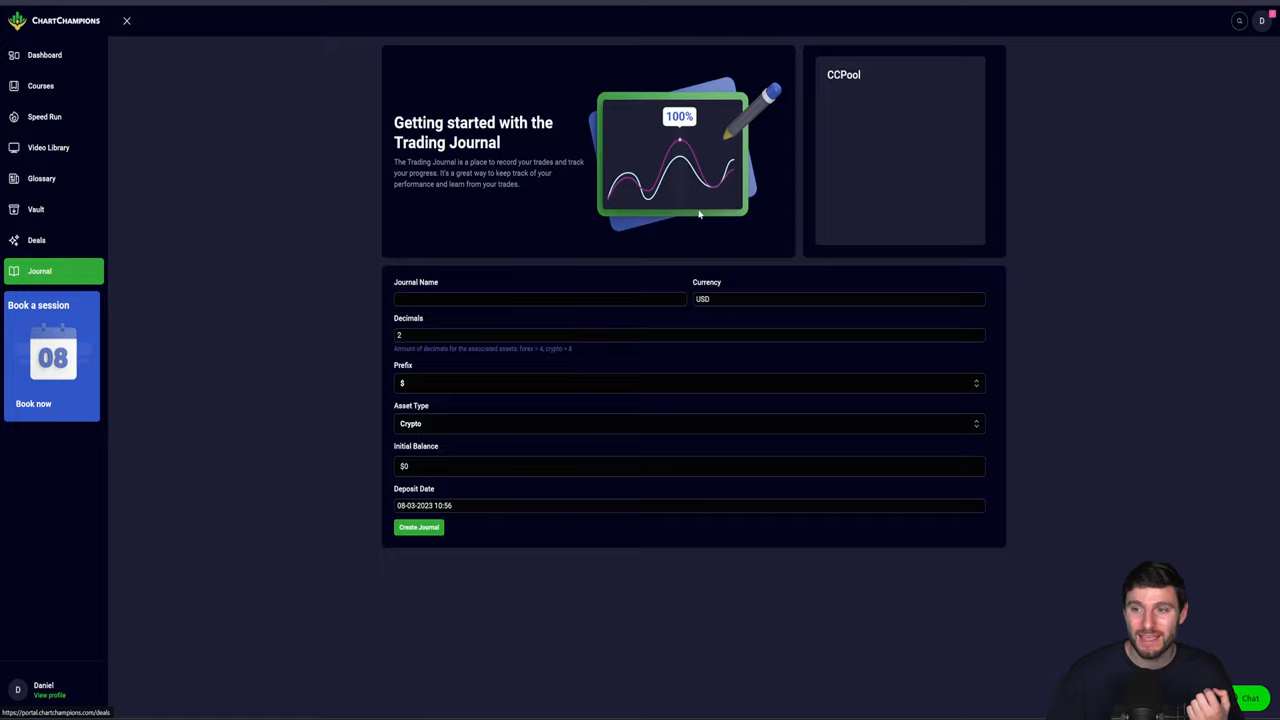 ChartChampions
D
Dashboard
Courses
Speed Run
Video Library
Glossary
Vault
Deals
Journal
Book a session
08
Book now
Getting started with the
Trading Journal
The Trading Journal is a place to record your trades and track
your progress. It's a great way to keep track of your
performance and learn from your trades.
100%
CCPool
Journal Name
Currency
USD
Decimals
2
Amount of decimals for the associated assets; forex = 4, crypto = 8
Prefix
$
Asset Type
Crypto
Initial Balance
$0
Deposit Date
08-03-2023 10:56
Create Journal
D
Daniel
View profile
Chat
https://portal.chartchampions.com/deals